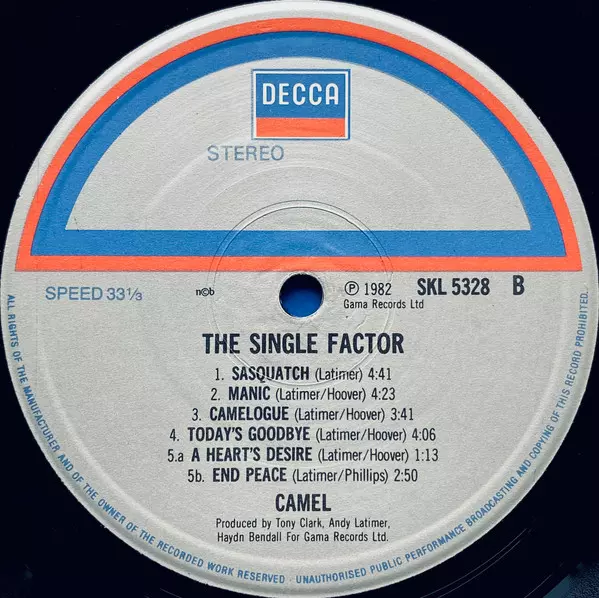 DECCA
STEREO
SPEED 33 1/3
n©b
℗ 1982 SKL 5328 B
Gama Records Ltd
THE SINGLE FACTOR
1. SASQUATCH (Latimer) 4:41
2. MANIC (Latimer/Hoover) 4:23
3. CAMELOGUE (Latimer/Hoover) 3:41
4. TODAY'S GOODBYE (Latimer/Hoover) 4:06
5.a A HEART'S DESIRE (Latimer/Hoover) 1:13
5b. END PEACE (Latimer/Phillips) 2:50
CAMEL
Produced by Tony Clark, Andy Latimer,
Haydn Bendall For Gama Records Ltd.
ALL RIGHTS OF THE MANUFACTURER AND OF THE OWNER OF THE RECORDED WORK RESERVED · UNAUTHORISED PUBLIC PERFORMANCE BROADCASTING AND COPYING OF THIS RECORD PROHIBITED.